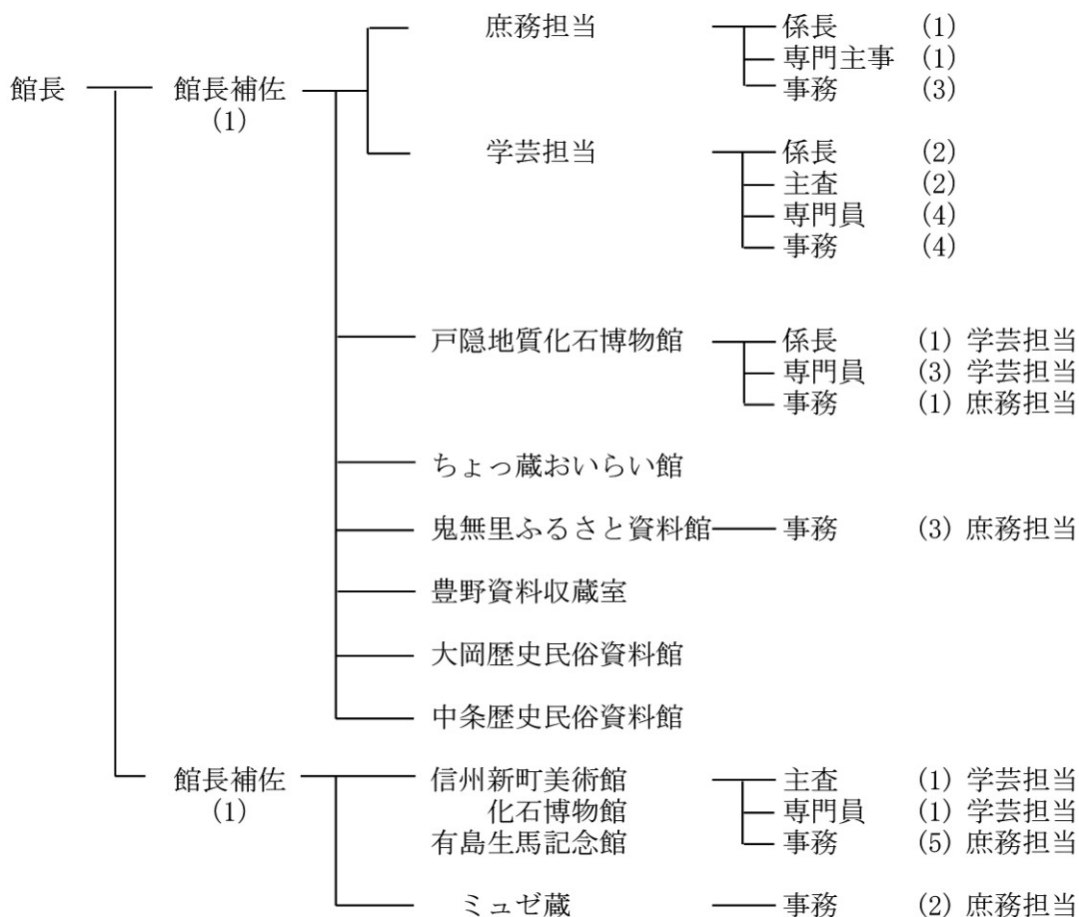 庶務担当 係長 (1)
専門主事 (1)
館長 館長補佐 事務 (3)
(1)
学芸担当 係長 (2)
主査 (2)
専門員 (4)
事務 (4)
戸隠地質化石博物館 係長 (1) 学芸担当
専門員 (3) 学芸担当
事務 (1) 庶務担当
ちょっ蔵おいらい館
鬼無里ふるさと資料館 事務 (3) 庶務担当
豊野資料収蔵室
大岡歴史民俗資料館
中条歴史民俗資料館
館長補佐 信州新町美術館 主査 (1) 学芸担当
(1) 化石博物館 専門員 (1) 学芸担当
有島生馬記念館 事務 (5) 庶務担当
ミュゼ蔵 事務 (2) 庶務担当